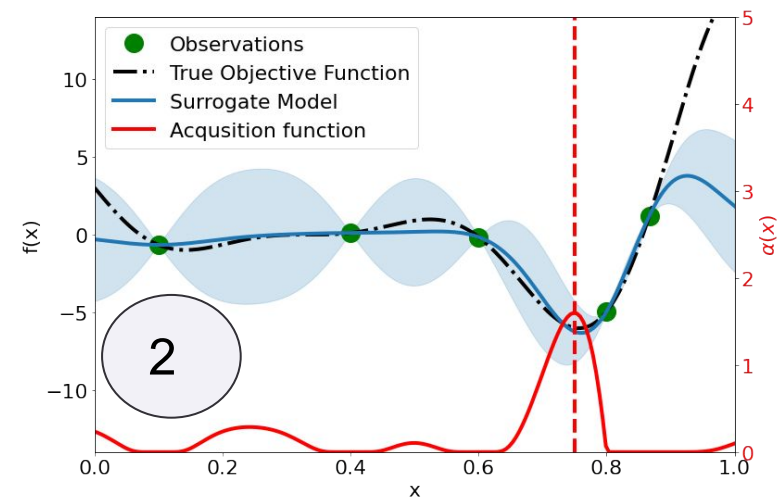 Observations
True Objective Function
Surrogate Model
Acqusition function
10
5
0
−5
−10
f(x)
5
4
3
2
1
0
α(x)
2
0.0 0.2 0.4 0.6 0.8 1.0
x